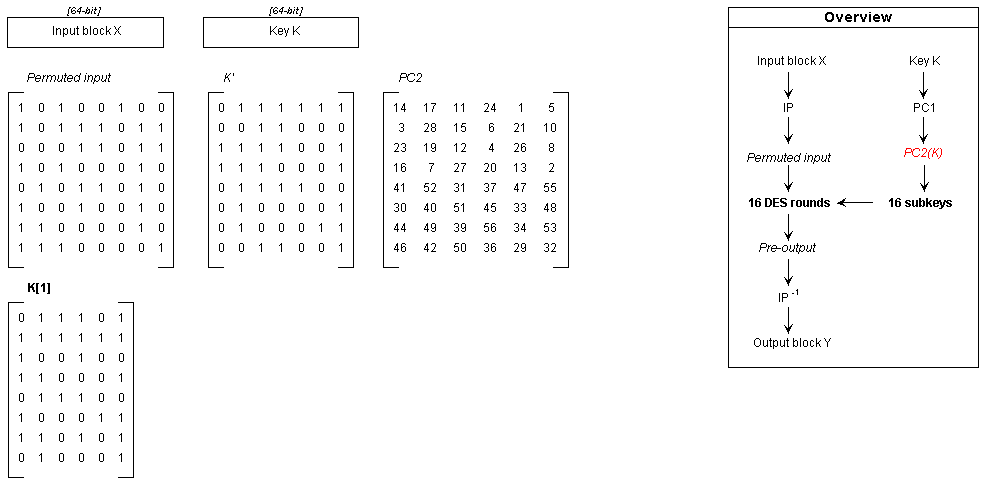 [64-bit]
Input block X
[64-bit]
Key K
Permuted input
1 0 1 0 0 1 0 0
1 0 1 1 1 0 1 1
0 0 0 1 1 0 1 1
1 0 1 0 0 1 0 0
0 1 0 1 1 0 1 0
1 0 1 0 0 1 0 0
1 1 1 0 0 0 1 0
1 1 1 0 0 0 0 1
K'
0 1 1 1 1 1 1
0 0 1 1 0 0 0
1 1 1 1 0 0 1
1 1 1 0 0 0 1
0 0 1 1 1 0 0
0 1 0 0 0 0 1
0 1 0 0 0 1 1
0 0 1 1 0 0 1
PC2
14 17 11 24 1 5
3 28 15 6 21 10
23 19 12 4 26 8
16 7 27 20 13 2
41 52 31 37 47 55
30 40 51 45 33 48
44 49 39 56 34 53
46 42 50 36 29 32
K[1]
0 1 1 1 0 1
1 1 1 1 1 1
1 0 0 1 0 0
1 1 0 0 0 1
0 1 1 1 0 0
1 0 0 0 1 1
1 1 0 1 0 1
0 1 0 0 0 1
Overview
Input block X
Key K
IP
PC1
Permuted input
PC2(K)
16 DES rounds
16 subkeys
Pre-output
IP -1
Output block Y